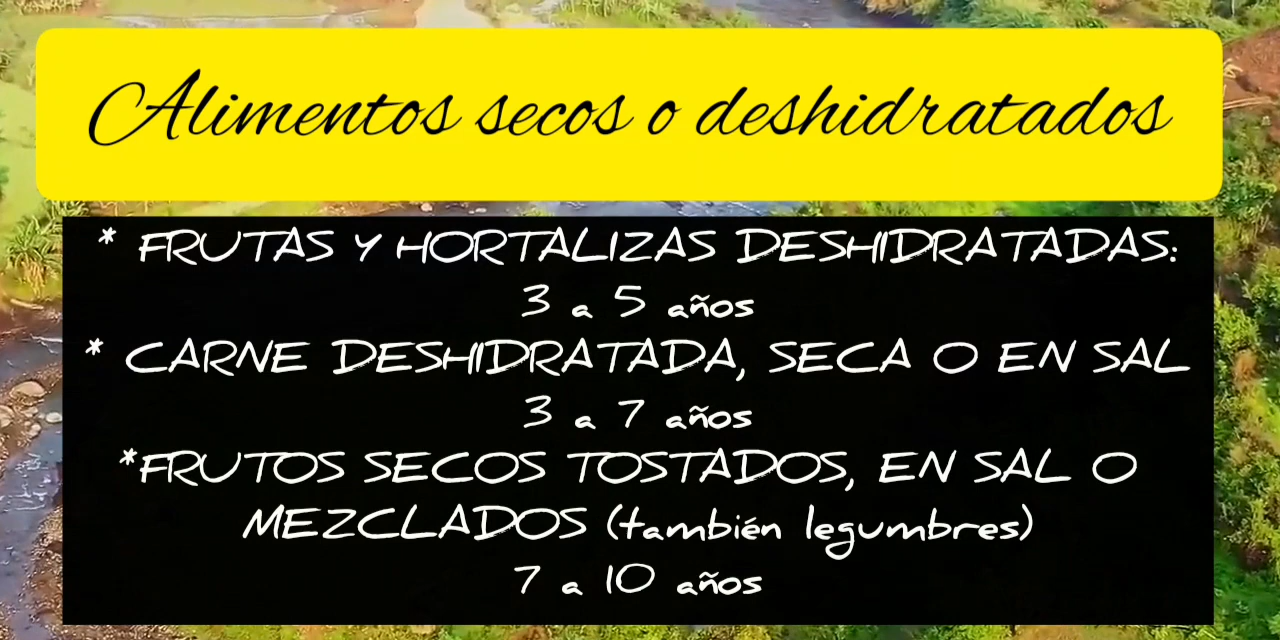 Alimentos secos o deshidratados
* FRUTAS Y HORTALIZAS DESHIDRATADAS:
3 a 5 años
* CARNE DESHIDRATADA, SECA O EN SAL
3 a 7 años
*FRUTOS SECOS TOSTADOS, EN SAL O
MEZCLADOS (también legumbres)
7 a 10 años